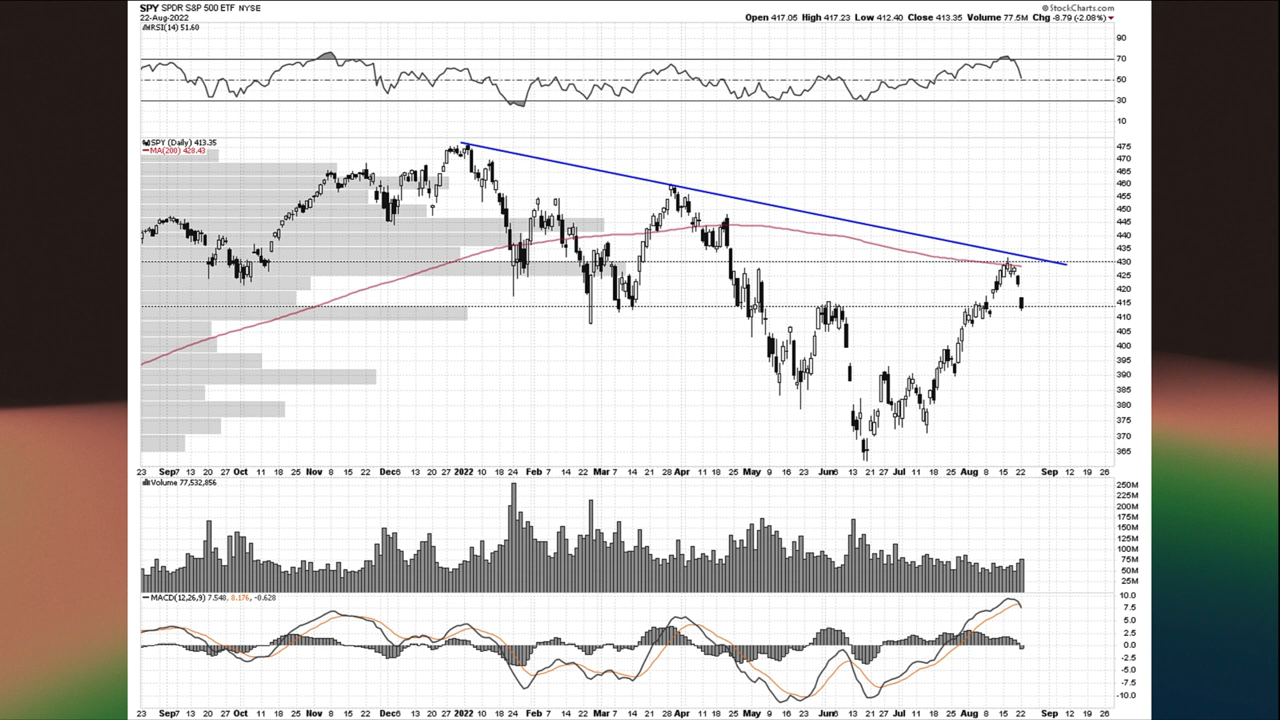 SPY SPDR S&P 500 ETF NYSE
© StockCharts.com
22-Aug-2022
Open 417.05 High 417.23 Low 412.40 Close 413.35 Volume 77.5M Chg -8.79 (-2.08%)
RSI(14) 51.60
90
70
50
30
10
SPY (Daily) 413.35
MA(200) 428.43
475
470
465
460
455
450
445
440
435
430
425
420
415
410
405
400
395
390
385
380
375
370
365
23 Sep 7 13 20 27 Oct 11 18 25 Nov 8 15 22 Dec 6 13 20 27 2022 10 18 24 Feb 7 14 22 Mar 7 14 21 28 Apr 11 18 25 May 9 16 23 Jun 6 13 21 27 Jul 11 18 25 Aug 8 15 22 Sep 12 19 26
Volume 77,532,856
250M
225M
200M
175M
150M
125M
100M
75M
50M
25M
MACD(12,26,9) 7.548, 8.176, -0.628
10.0
7.5
5.0
2.5
0.0
-2.5
-5.0
-7.5
-10.0
23 Sep 7 13 20 27 Oct 11 18 25 Nov 8 15 22 Dec 6 13 20 27 2022 10 18 24 Feb 7 14 22 Mar 7 14 21 28 Apr 11 18 25 May 9 16 23 Jun 6 13 21 27 Jul 11 18 25 Aug 8 15 22 Sep 12 19 26